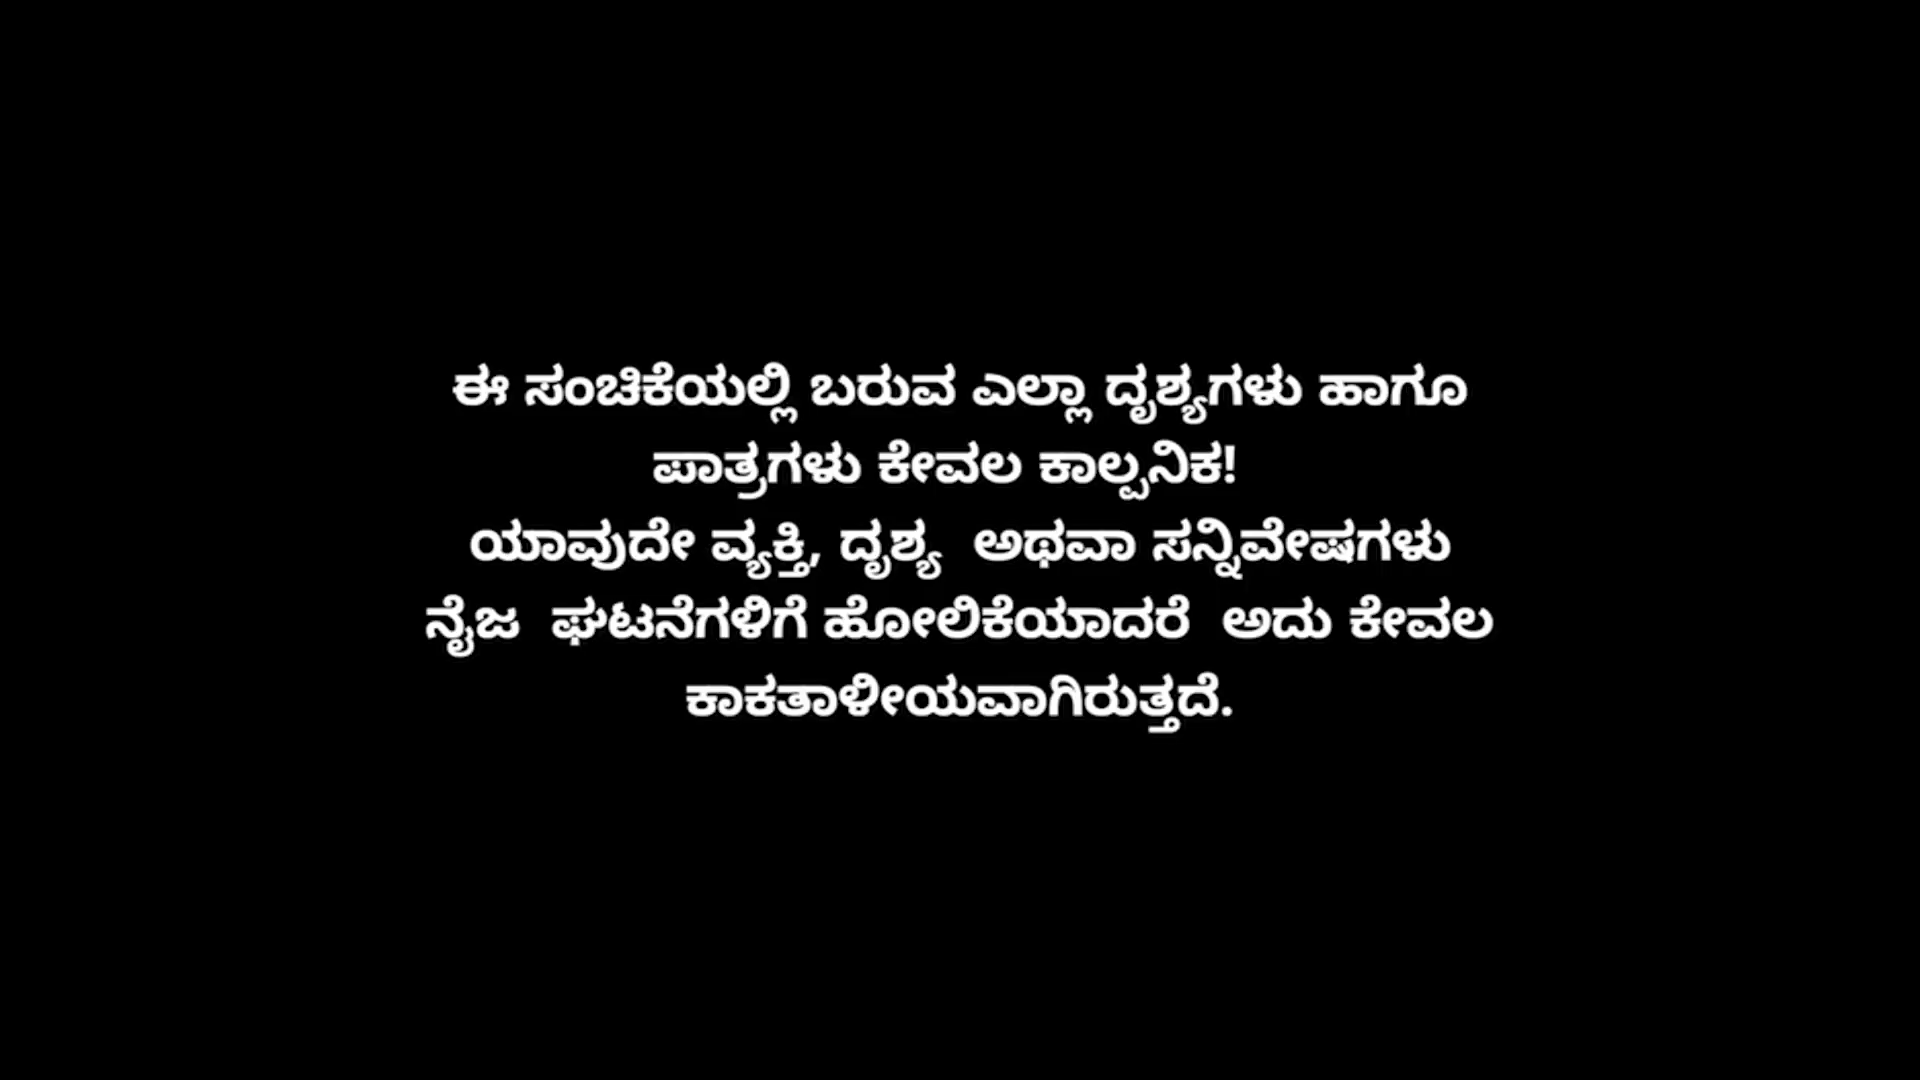 ಈ ಸಂಚಿಕೆಯಲ್ಲಿ ಬರುವ ಎಲ್ಲಾ ದೃಶ್ಯಗಳು ಹಾಗೂ
ಪಾತ್ರಗಳು ಕೇವಲ ಕಾಲ್ಪನಿಕ!
ಯಾವುದೇ ವ್ಯಕ್ತಿ, ದೃಶ್ಯ ಅಥವಾ ಸನ್ನಿವೇಷಗಳು
ನೈಜ ಘಟನೆಗಳಿಗೆ ಹೋಲಿಕೆಯಾದರೆ ಅದು ಕೇವಲ
ಕಾಕತಾಳೀಯವಾಗಿರುತ್ತದೆ.